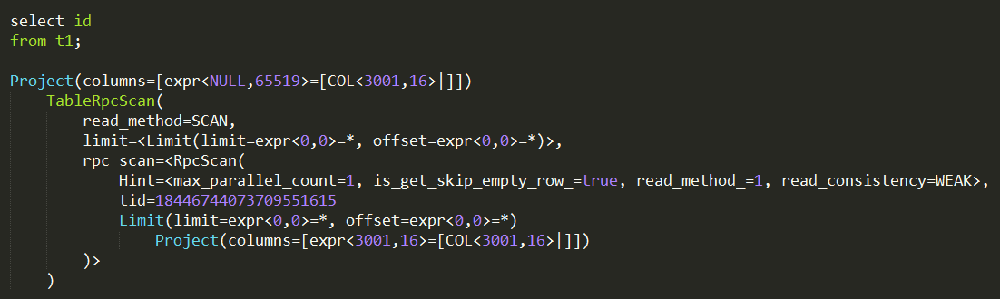 select id
from t1;
Project(columns=[expr<NULL,65519>=[COL<3001,16>|]])
TableRpcScan(
read_method=SCAN,
limit=<Limit(limit=expr<0,0>=*, offset=expr<0,0>=*)>,
rpc_scan=<RpcScan(
Hint=<max_parallel_count=1, is_get_skip_empty_row_=true, read_method_=1, read_consistency=WEAK>,
tid=18446744073709551615
Limit(limit=expr<0,0>=*, offset=expr<0,0>=*)
Project(columns=[expr<3001,16>=[COL<3001,16>|]])
)>
)